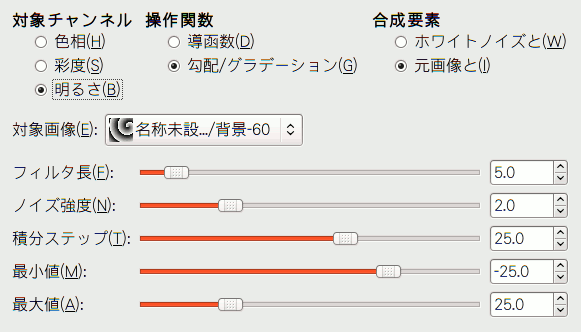 対象チャンネル 操作関数 合成要素
色相(H) 導函数(D) ホワイトノイズと(W)
彩度(S) 勾配/グラデーション(G) 元画像と(I)
明るさ(B)
対象画像(E): 名称未設.../背景-60
フィルタ長(F): 5.0
ノイズ強度(N): 2.0
積分ステップ(T): 25.0
最小値(M): -25.0
最大値(A): 25.0